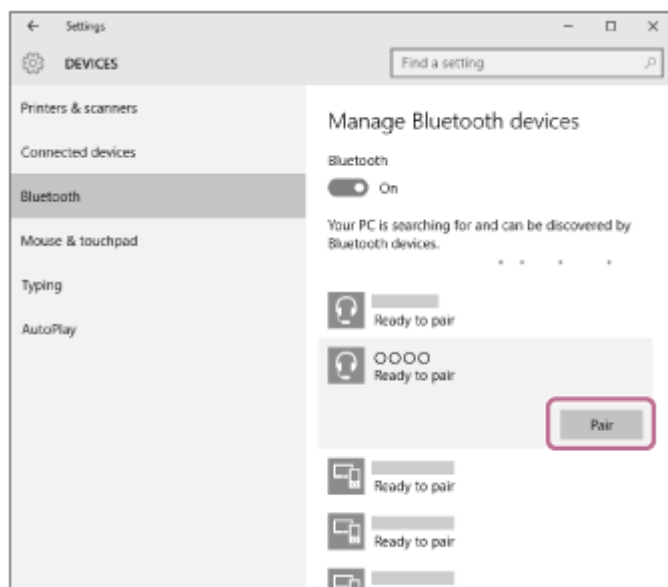 Settings
DEVICES
Find a setting
Printers & scanners
Connected devices
Bluetooth
Mouse & touchpad
Typing
AutoPlay
Manage Bluetooth devices
Bluetooth
On
Your PC is searching for and can be discovered by
Bluetooth devices.
Ready to pair
OOOO
Ready to pair
Pair
Ready to pair
Ready to pair